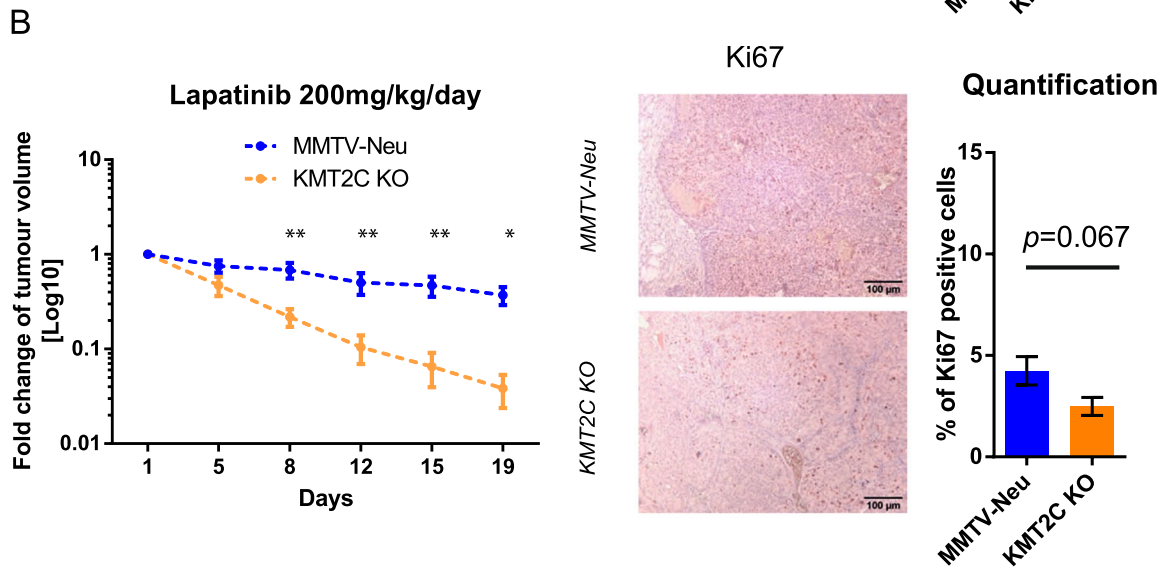 B
M
K
Lapatinib 200mg/kg/day
MMTV-Neu
KMT2C KO
Fold change of tumour volume
[Log10]
10
1
0.1
0.01
** ** ** *
1 5 8 12 15 19
Days
Ki67
MMTV-Neu
100 µm
KMT2C KO
100 µm
Quantification
% of Ki67 positive cells
15
10
5
0
p=0.067
MMTV-Neu
KMT2C KO